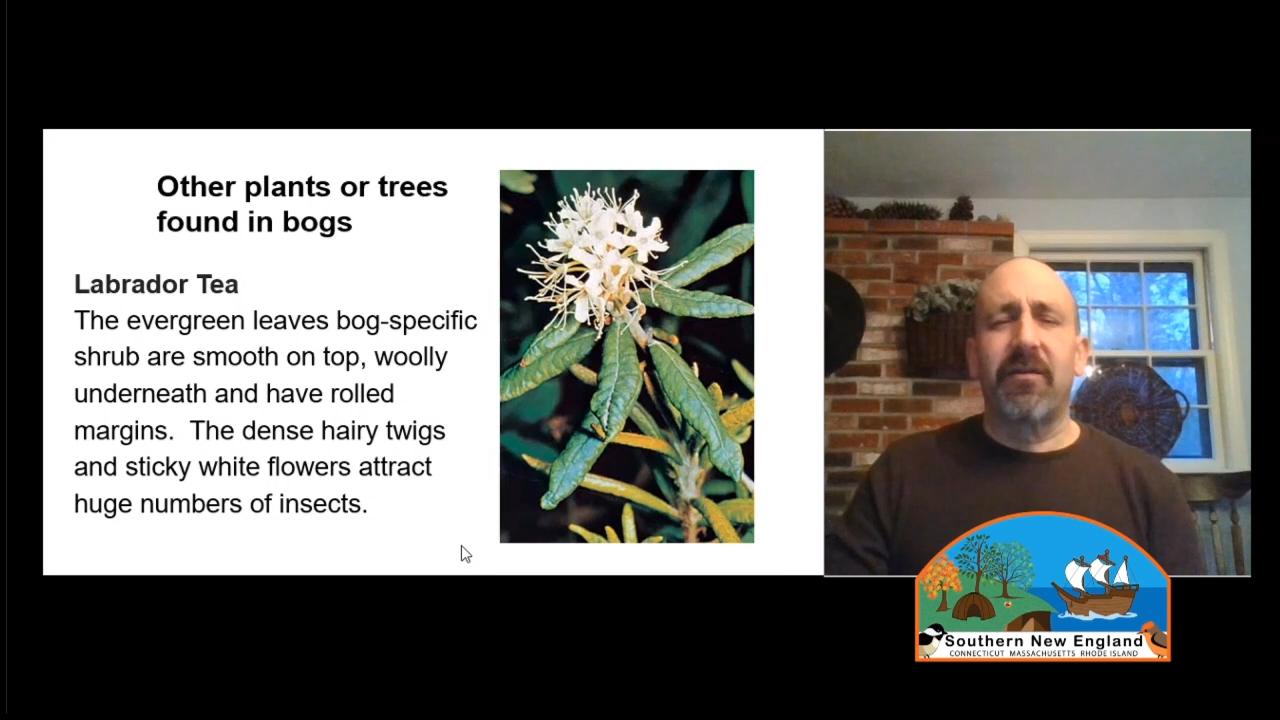 Other plants or trees
found in bogs
Labrador Tea
The evergreen leaves bog-specific
shrub are smooth on top, woolly
underneath and have rolled
margins.  The dense hairy twigs
and sticky white flowers attract
huge numbers of insects.
Southern New England
CONNECTICUT MASSACHUSETTS RHODE ISLAND